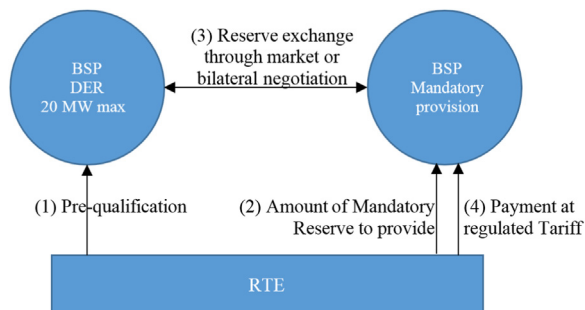 BSP
DER
20 MW max
(3) Reserve exchange
through market or
bilateral negotiation
BSP
Mandatory
provision
(1) Pre-qualification
(2) Amount of Mandatory
Reserve to provide
(4) Payment at
regulated Tariff
RTE